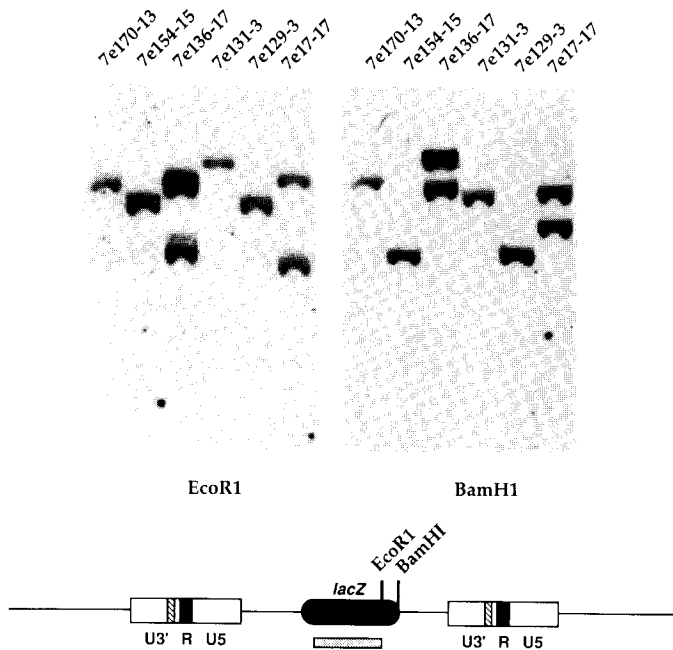 7e170-13
7e154-15
7e136-17
7e131-3
7e129-3
7e17-17
7e170-13
7e154-15
7e136-17
7e131-3
7e129-3
7e17-17
EcoR1
BamH1
EcoR1
BamHI
lacZ
U3' R U5
U3' R U5